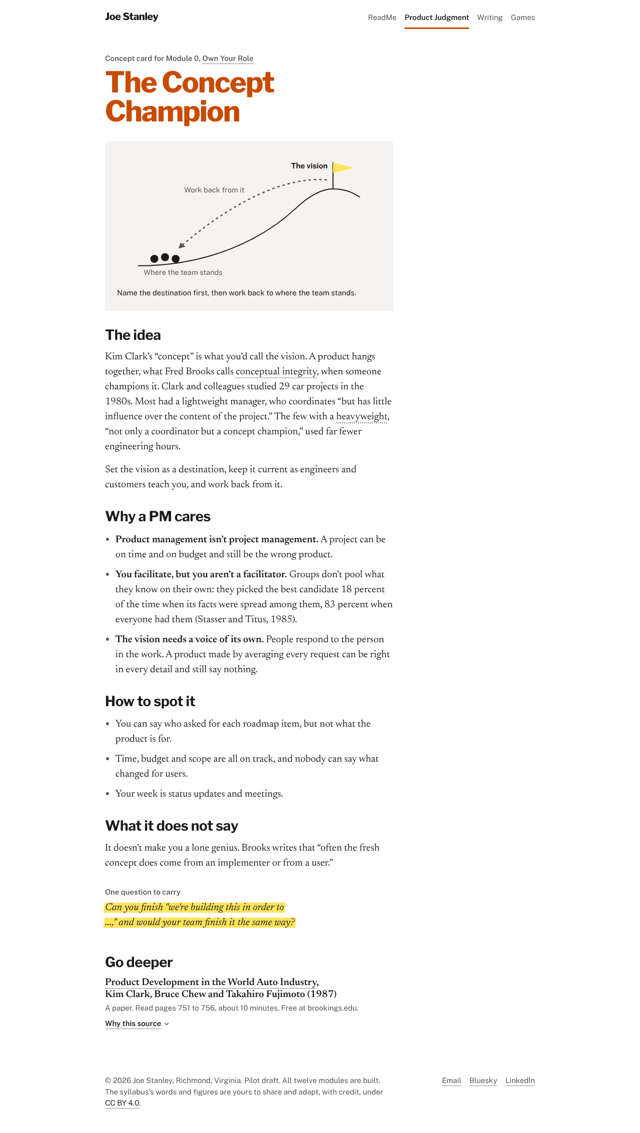 Joe Stanley
ReadMe Product Judgment Writing Games
Concept card for Module 0, Own Your Role
The Concept
Champion
The vision
Work back from it
Where the team stands
Name the destination first, then work back to where the team stands.
The idea
Kim Clark's “concept” is what you'd call the vision. A product hangs
together, what Fred Brooks calls conceptual integrity, when someone
champions it. Clark and colleagues studied 29 car projects in the
1980s. Most had a lightweight manager, who coordinates “but has little
influence over the content of the project.” The few with a heavyweight,
“not only a coordinator but a concept champion,” used far fewer
engineering hours.
Set the vision as a destination, keep it current as engineers and
customers teach you, and work back from it.
Why a PM cares
• Product management isn't project management. A project can be
on time and on budget and still be the wrong product.
• You facilitate, but you aren't a facilitator. Groups don't pool what
they know on their own: they picked the best candidate 18 percent
of the time when its facts were spread among them, 83 percent when
everyone had them (Stasser and Titus, 1985).
• The vision needs a voice of its own. People respond to the person
in the work. A product made by averaging every request can be right
in every detail and still say nothing.
How to spot it
• You can say who asked for each roadmap item, but not what the
product is for.
• Time, budget and scope are all on track, and nobody can say what
changed for users.
• Your week is status updates and meetings.
What it does not say
It doesn't make you a lone genius. Brooks writes that “often the fresh
concept does come from an implementer or from a user.”
One question to carry
Can you finish "we're building this in order to
…," and would your team finish it the same way?
Go deeper
Product Development in the World Auto Industry,
Kim Clark, Bruce Chew and Takahiro Fujimoto (1987)
A paper. Read pages 751 to 756, about 10 minutes. Free at brookings.edu.
Why this source
© 2026 Joe Stanley, Richmond, Virginia. Pilot draft. All twelve modules are built.
The syllabus's words and figures are yours to share and adapt, with credit, under
CC BY 4.0.
Email Bluesky LinkedIn